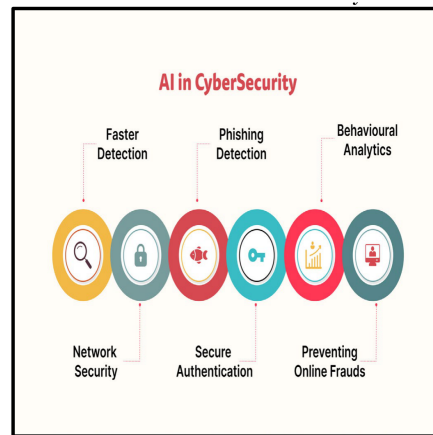 AI in CyberSecurity
Faster
Detection
Phishing
Detection
Behavioural
Analytics
Network
Security
Secure
Authentication
Preventing
Online Frauds